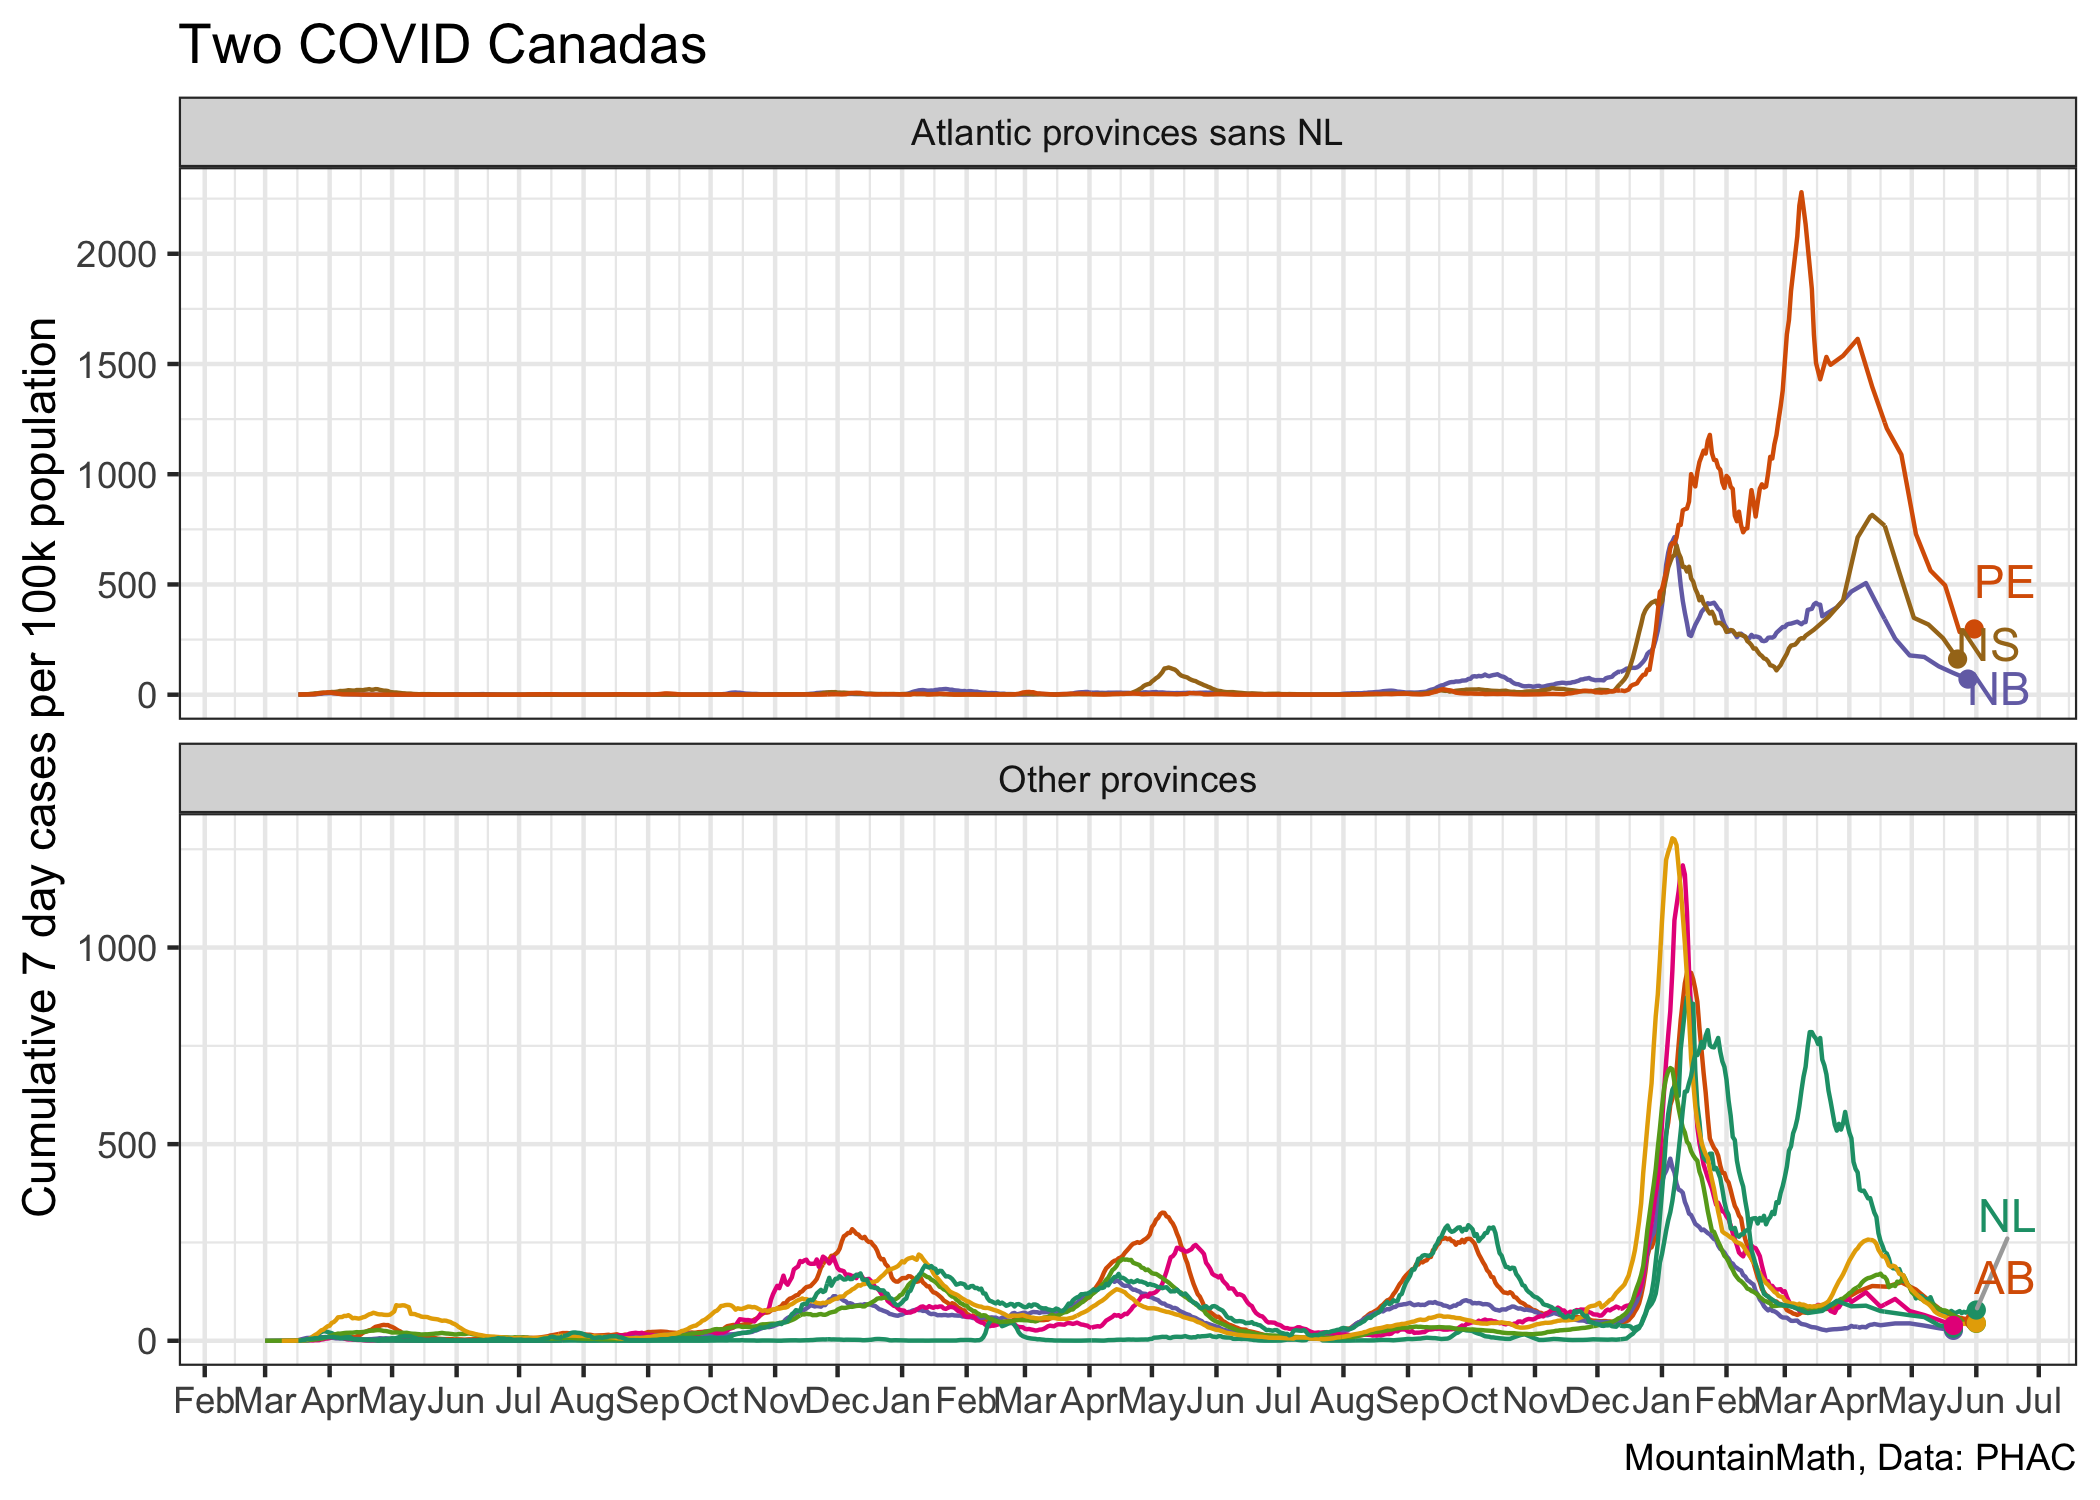 Two COVID Canadas
Atlantic provinces sans NL
Cumulative 7 day cases per 100k population
2000
1500
1000
500
0
PE
NS
NB
Other provinces
1000
500
0
NL
AB
Feb Mar Apr May Jun Jul Aug Sep Oct Nov Dec Jan Feb Mar Apr May Jun Jul Aug Sep Oct Nov Dec Jan Feb Mar Apr May Jun Jul
MountainMath, Data: PHAC